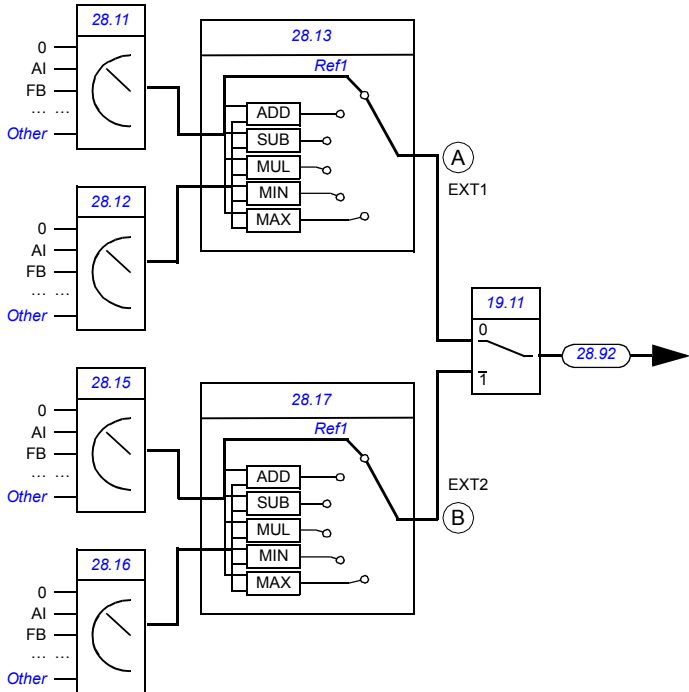 28.11
0
AI
FB
... ...
Other
28.12
0
AI
FB
... ...
Other
28.13
Ref1
ADD
SUB
MUL
MIN
MAX
A
EXT1
19.11
0
1
28.92
28.15
0
AI
FB
... ...
Other
28.16
0
AI
FB
... ...
Other
28.17
Ref1
ADD
SUB
MUL
MIN
MAX
EXT2
B